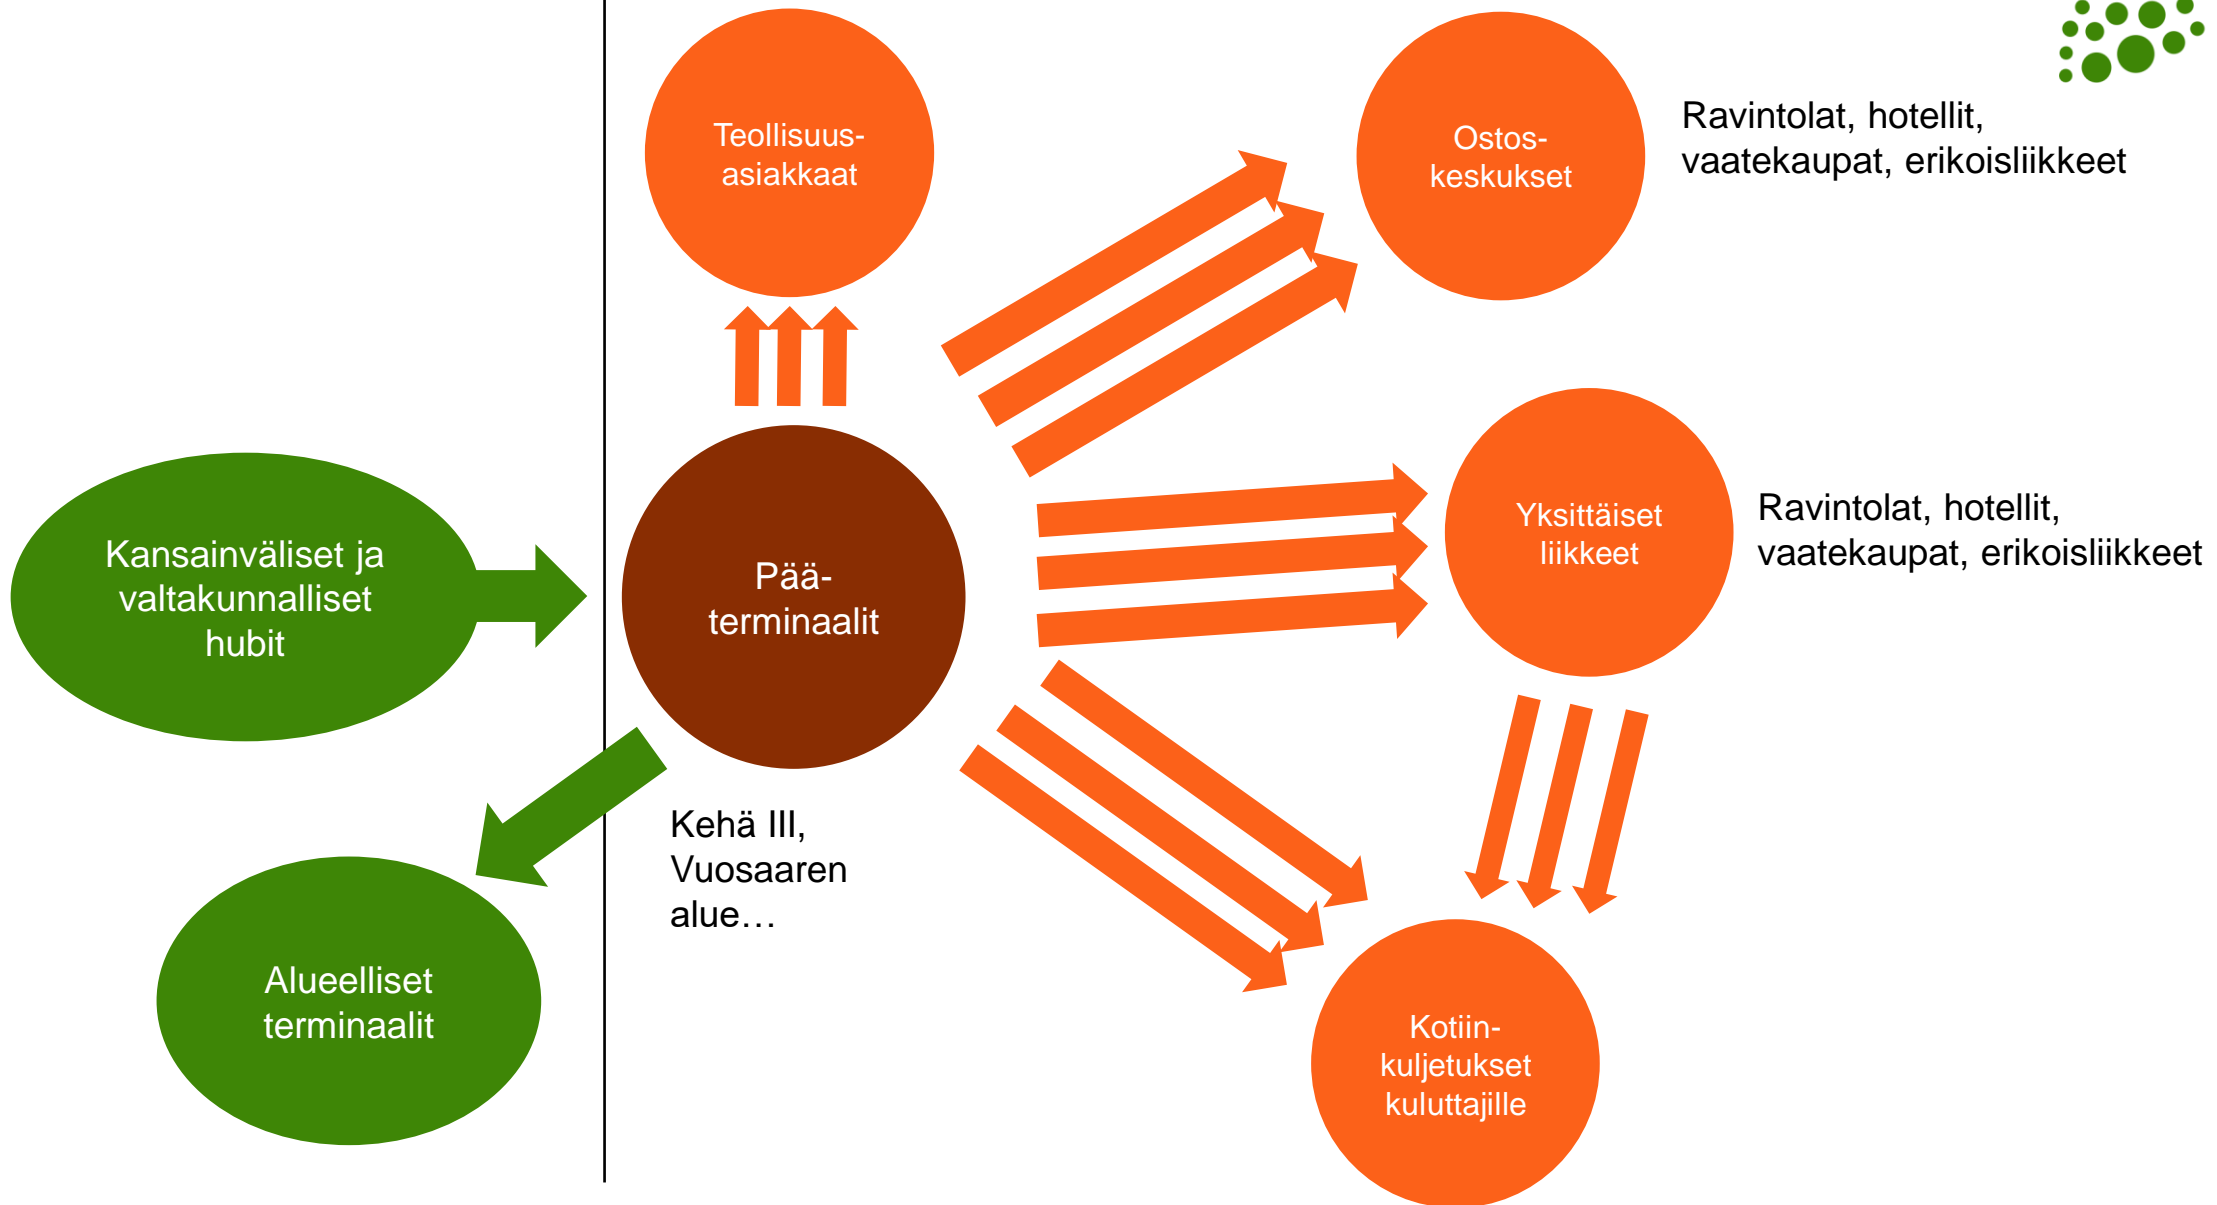 Teollisuus-
asiakkaat
Ostos-
keskukset
Ravintolat, hotellit,
vaatekaupat, erikoisliikkeet
Kansainväliset ja
valtakunnalliset
hubit
Pää-
terminaalit
Yksittäiset
liikkeet
Ravintolat, hotellit,
vaatekaupat, erikoisliikkeet
Kehä III,
Vuosaaren
alue…
Alueelliset
terminaalit
Kotiin-
kuljetukset
kuluttajille